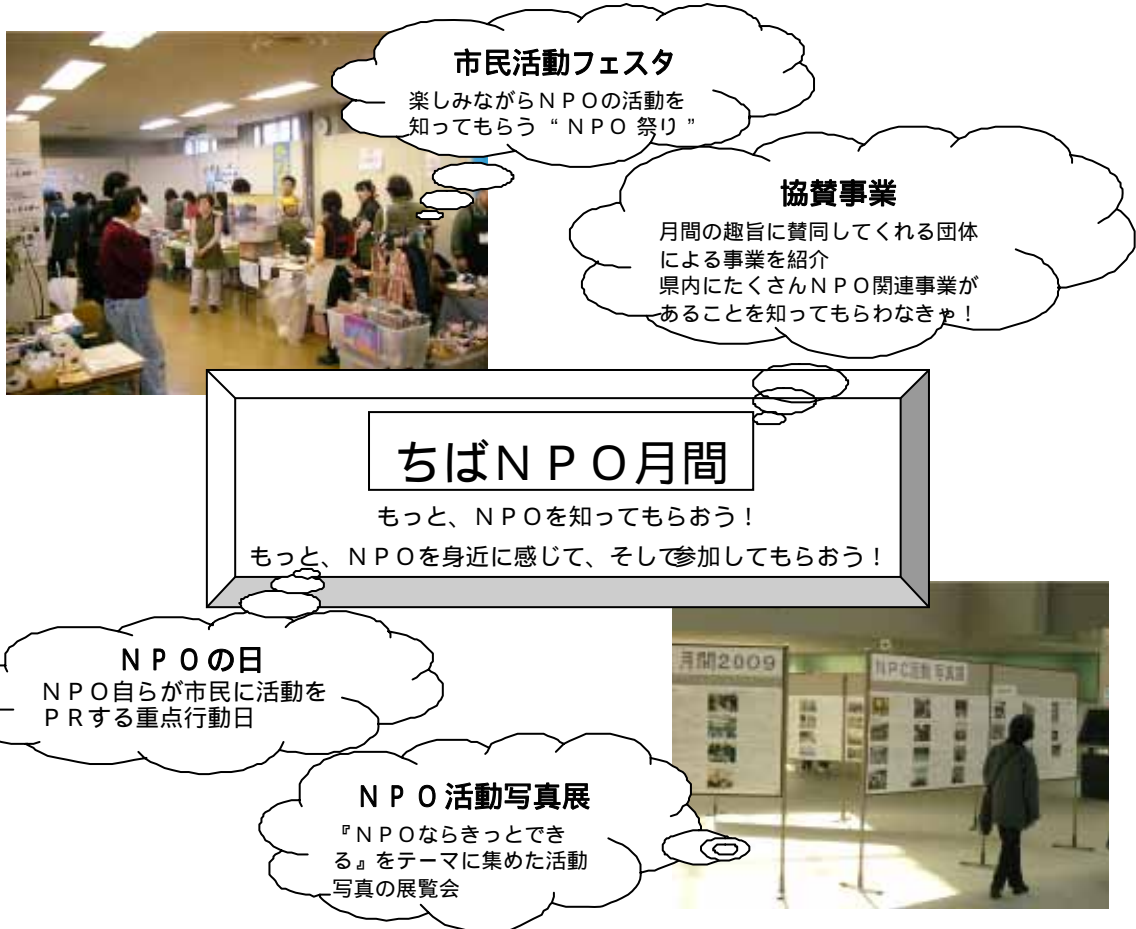 市民活動フェスタ
楽しみながらＮＰＯの活動を
知ってもらう “ＮＰＯ 祭り ”
協賛事業
月間の趣旨に賛同してくれる団体
による事業を紹介
県内にたくさんＮＰＯ関連事業が
あることを知ってもらわなきゃ！
ちばＮＰＯ月間
もっと、ＮＰＯを知ってもらおう！
もっと、ＮＰＯを身近に感じて、そして参加してもらおう！
ＮＰＯの日
ＮＰＯ自らが市民に活動を
ＰＲする重点行動日
月間2009
NPO活動 写真展
ＮＰＯ活動写真展
『ＮＰＯならきっとでき
る』をテーマに集めた活動
写真の展覧会